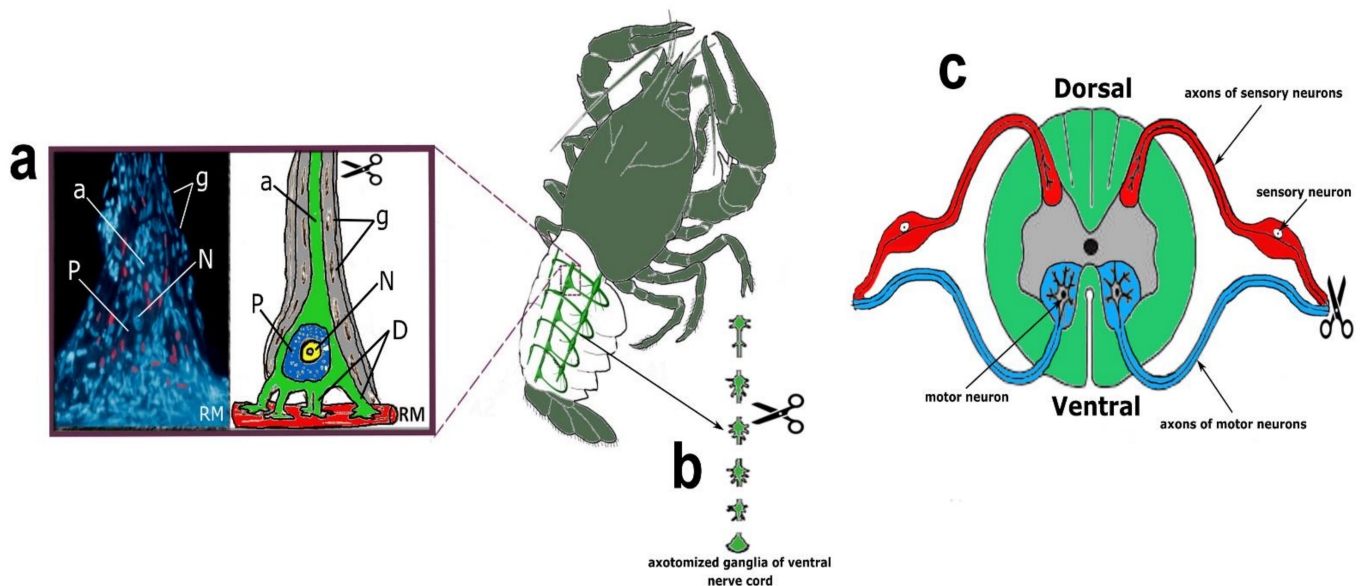 a
a
g
P
N
RM
a
g
N
P
D
RM
b
axotomized ganglia of ventral
nerve cord
c
Dorsal
axons of sensory neurons
sensory neuron
motor neuron
Ventral
axons of motor neurons